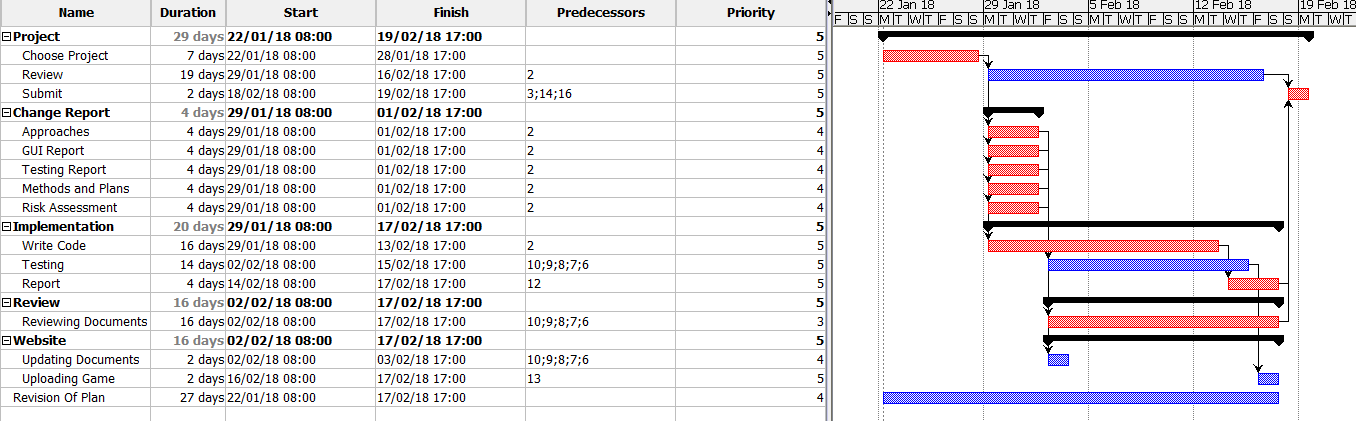 Name Duration Start Finish Predecessors Priority
Project 29 days 22/01/18 08:00 19/02/18 17:00 5
Choose Project 7 days 22/01/18 08:00 28/01/18 17:00 5
Review 19 days 29/01/18 08:00 16/02/18 17:00 2 5
Submit 2 days 18/02/18 08:00 19/02/18 17:00 3;14;16 5
Change Report 4 days 29/01/18 08:00 01/02/18 17:00 5
Approaches 4 days 29/01/18 08:00 01/02/18 17:00 2 4
GUI Report 4 days 29/01/18 08:00 01/02/18 17:00 2 4
Testing Report 4 days 29/01/18 08:00 01/02/18 17:00 2 4
Methods and Plans 4 days 29/01/18 08:00 01/02/18 17:00 2 4
Risk Assessment 4 days 29/01/18 08:00 01/02/18 17:00 2 4
Implementation 20 days 29/01/18 08:00 17/02/18 17:00 5
Write Code 16 days 29/01/18 08:00 13/02/18 17:00 2 5
Testing 14 days 02/02/18 08:00 15/02/18 17:00 10;9;8;7;6 5
Report 4 days 14/02/18 08:00 17/02/18 17:00 12 5
Review 16 days 02/02/18 08:00 17/02/18 17:00 5
Reviewing Documents 16 days 02/02/18 08:00 17/02/18 17:00 10;9;8;7;6 3
Website 16 days 02/02/18 08:00 17/02/18 17:00 5
Updating Documents 2 days 02/02/18 08:00 03/02/18 17:00 10;9;8;7;6 4
Uploading Game 2 days 16/02/18 08:00 17/02/18 17:00 13 5
Revision Of Plan 27 days 22/01/18 08:00 17/02/18 17:00 4
22 Jan 18 29 Jan 18 5 Feb 18 12 Feb 18 19 Feb 18
F S S M T W T F S S M T W T F S S M T W T F S S M T W T F S S M T W T